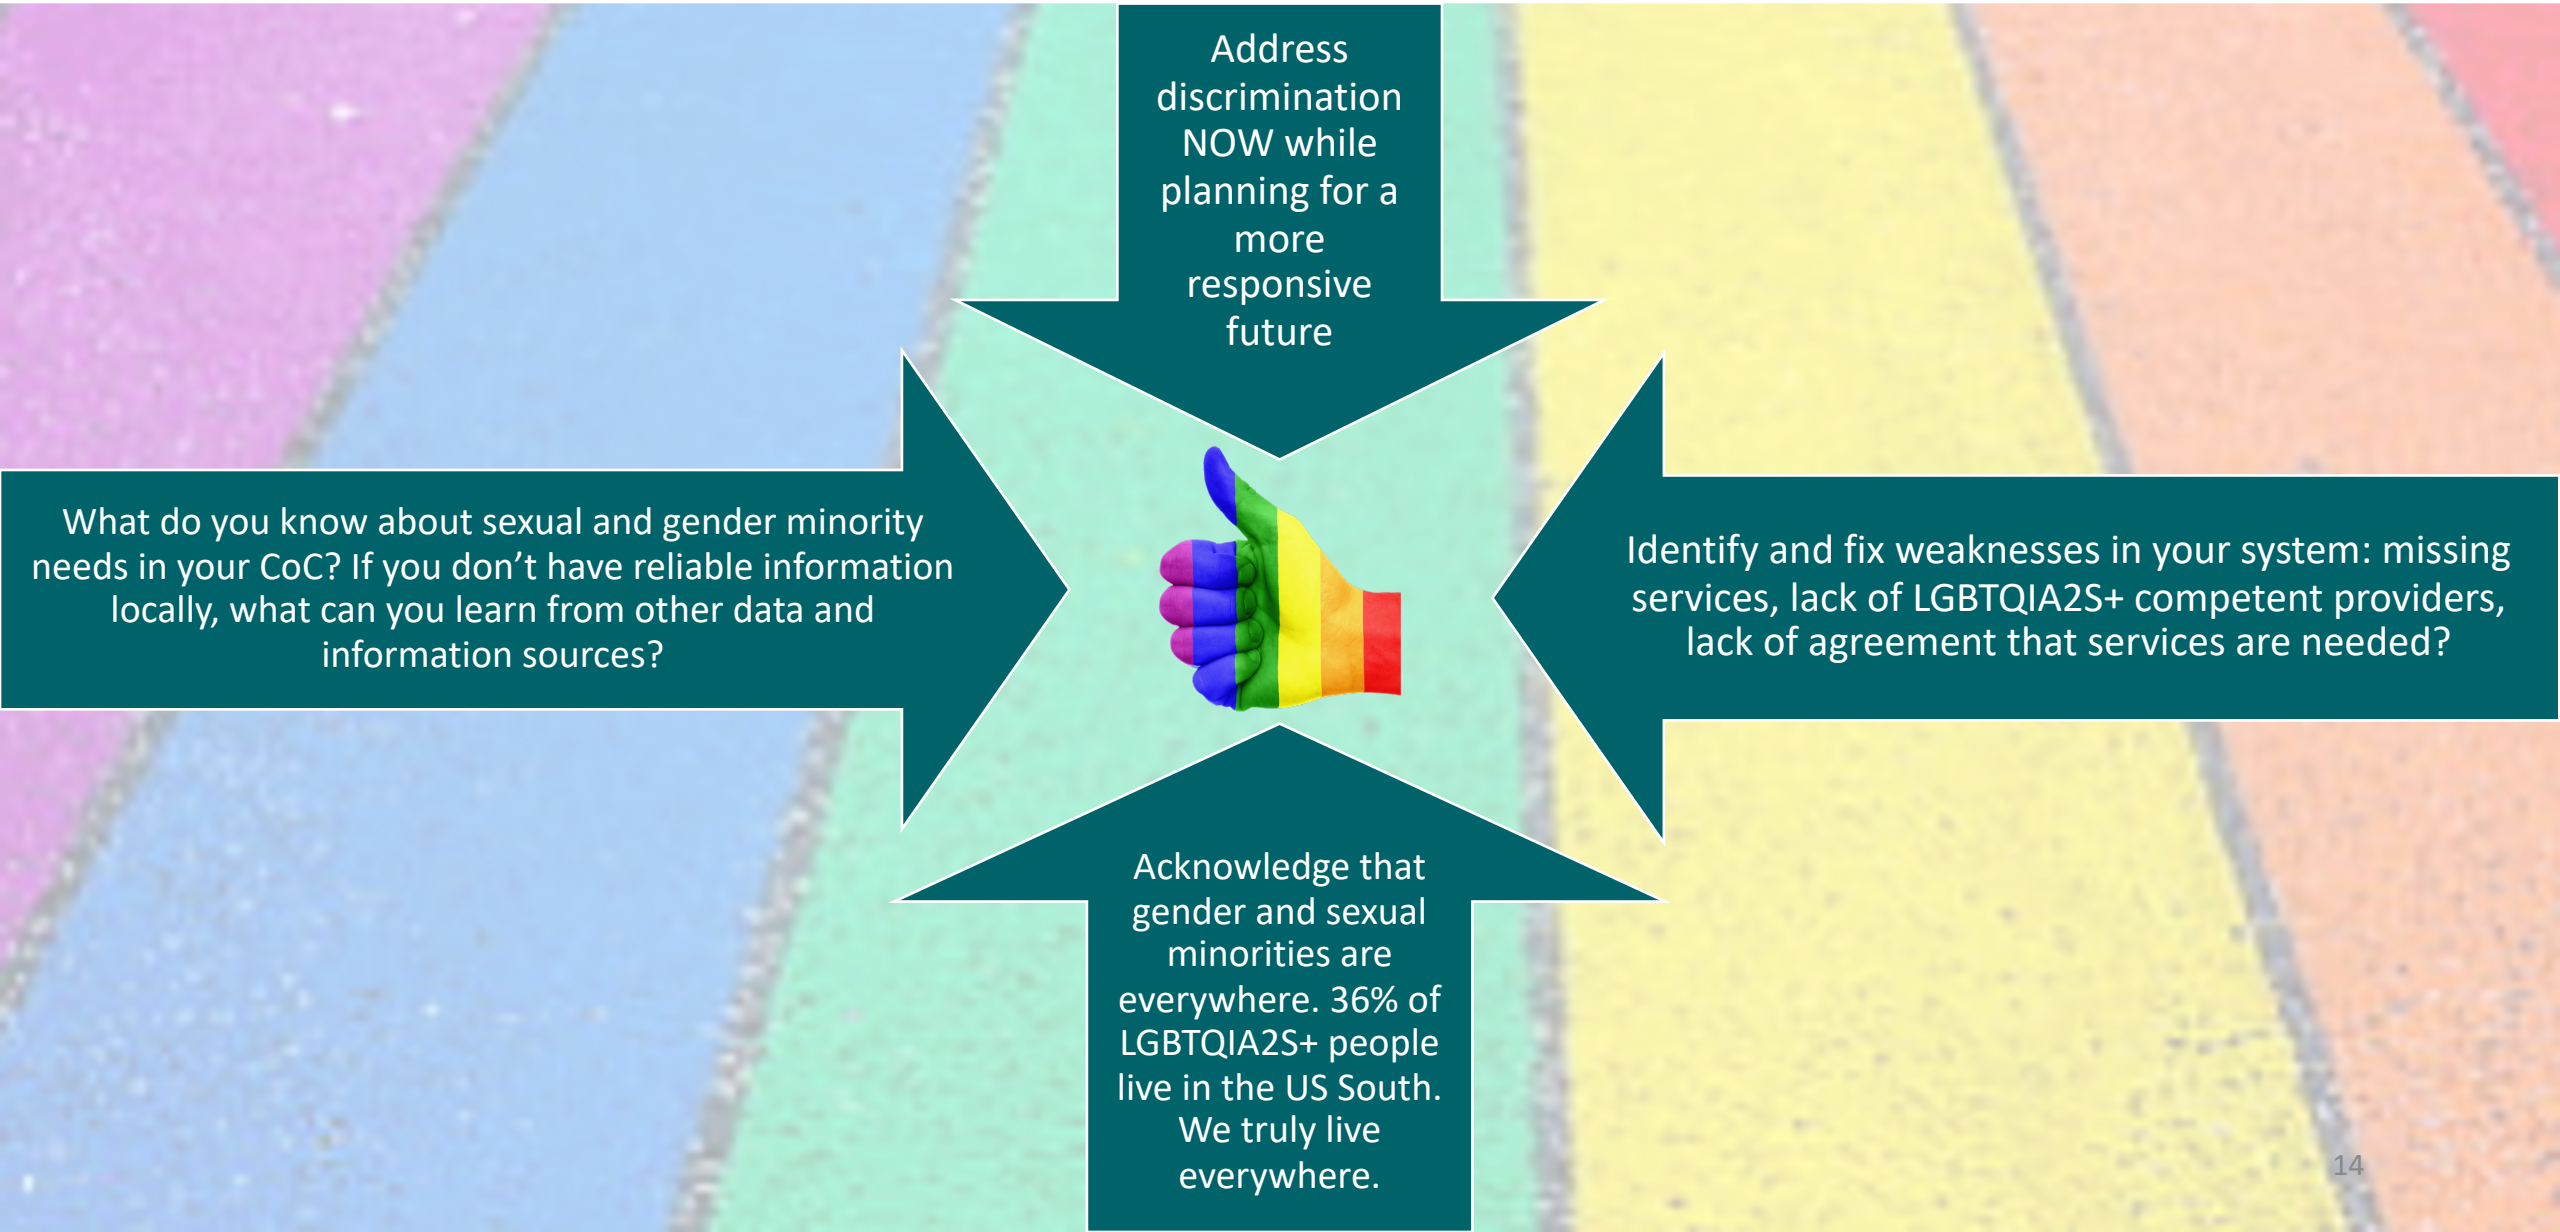 Address
discrimination
NOW while
planning for a
more
responsive
future
What do you know about sexual and gender minority
needs in your CoC? If you don’t have reliable information
locally, what can you learn from other data and
information sources?
Identify and fix weaknesses in your system: missing
services, lack of LGBTQIA2S+ competent providers,
lack of agreement that services are needed?
Acknowledge that
gender and sexual
minorities are
everywhere. 36% of
LGBTQIA2S+ people
live in the US South.
We truly live
everywhere.
14